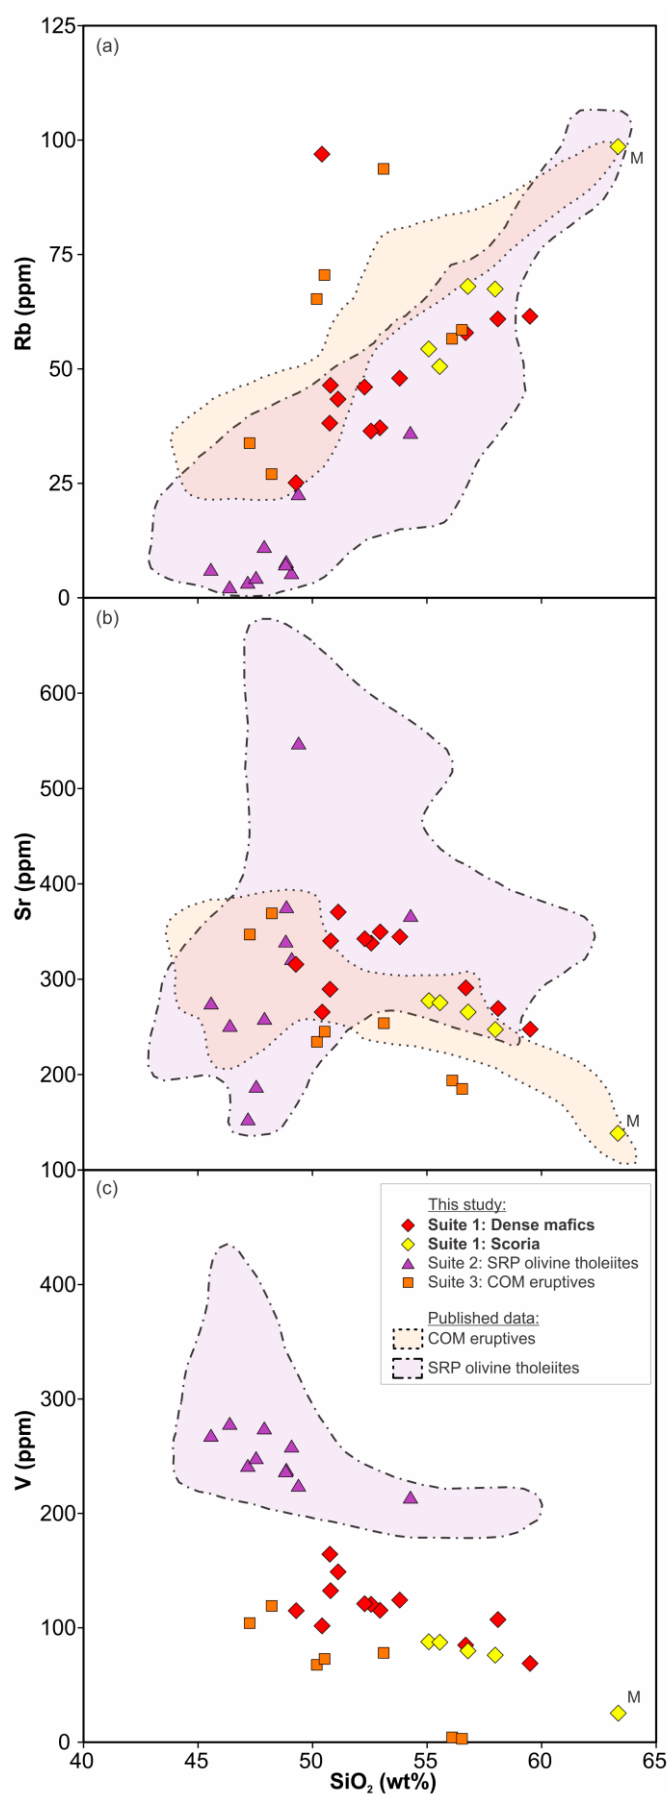 125
(a)
100
M
75
Rb (ppm)
50
25
0
(b)
600
500
Sr (ppm)
400
300
200
M
100
(c)
This study:
Suite 1: Dense mafics
Suite 1: Scoria
Suite 2: SRP olivine tholeiites
Suite 3: COM eruptives
Published data:
COM eruptives
SRP olivine tholeiites
400
300
V (ppm)
200
100
M
0
40 45 50 55 60 65
SiO₂ (wt%)